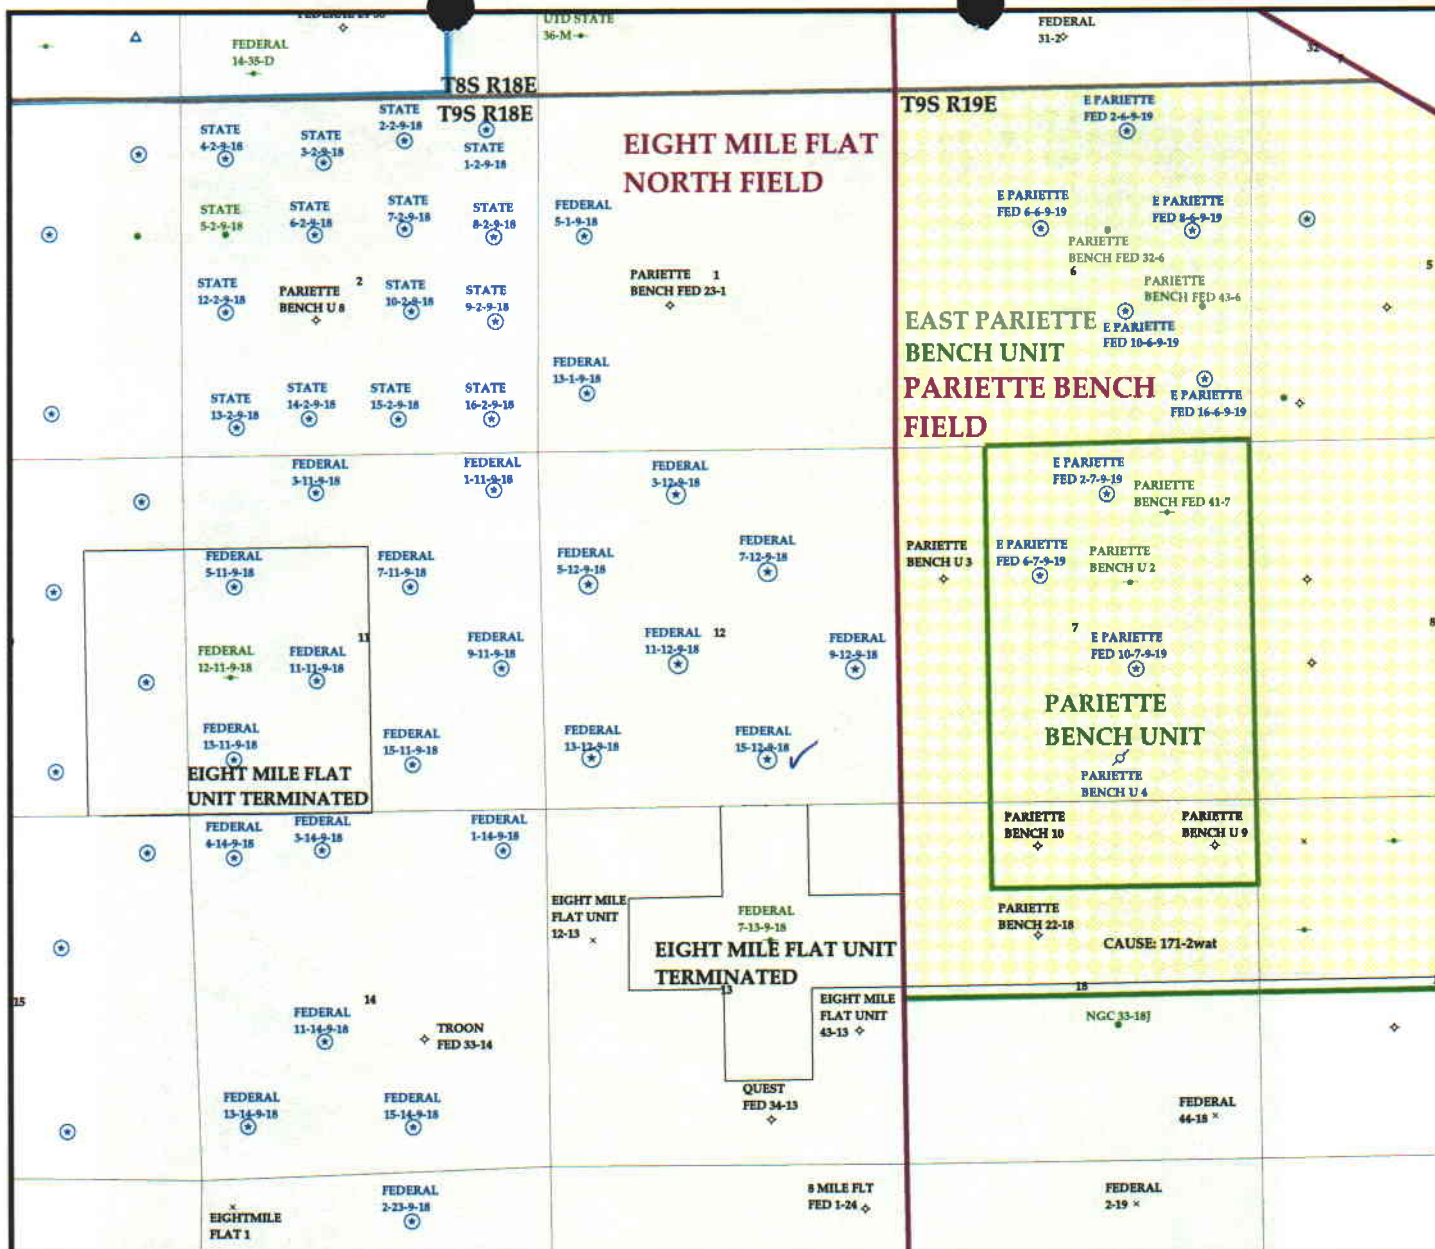 FEDERAL
14-35-D
UTD STATE
36-M
FEDERAL
31-2
32
T8S R18E
T9S R18E
T9S R19E
STATE
4-2-9-18
STATE
3-2-9-18
STATE
2-2-9-18
STATE
1-2-9-18
EIGHT MILE FLAT
NORTH FIELD
E PARIETTE
FED 2-6-9-19
STATE
5-2-9-18
STATE
6-2-9-18
STATE
7-2-9-18
STATE
8-2-9-18
FEDERAL
5-1-9-18
E PARIETTE
FED 6-6-9-19
E PARIETTE
FED 8-6-9-19
PARIETTE
BENCH FED 32-6
6
5
STATE
12-2-9-18
PARIETTE
BENCH U 8
2
STATE
10-2-9-18
STATE
9-2-9-18
PARIETTE
BENCH FED 23-1
1
PARIETTE
BENCH FED 43-6
E PARIETTE
FED 10-6-9-19
EAST PARIETTE
BENCH UNIT
PARIETTE BENCH
FIELD
FEDERAL
13-1-9-18
STATE
13-2-9-18
STATE
14-2-9-18
STATE
15-2-9-18
STATE
16-2-9-18
E PARIETTE
FED 16-6-9-19
FEDERAL
3-11-9-18
FEDERAL
1-11-9-18
FEDERAL
3-12-9-18
E PARIETTE
FED 2-7-9-19
PARIETTE
BENCH FED 41-7
FEDERAL
5-11-9-18
FEDERAL
7-11-9-18
FEDERAL
5-12-9-18
FEDERAL
7-12-9-18
PARIETTE
BENCH U 3
E PARIETTE
FED 6-7-9-19
PARIETTE
BENCH U 2
FEDERAL
12-11-9-18
FEDERAL
11-11-9-18
11
FEDERAL
9-11-9-18
FEDERAL
11-12-9-18
12
FEDERAL
9-12-9-18
7
E PARIETTE
FED 10-7-9-19
8
PARIETTE
BENCH UNIT
FEDERAL
13-11-9-18
FEDERAL
15-11-9-18
FEDERAL
13-12-9-18
FEDERAL
15-12-9-18
EIGHT MILE FLAT
UNIT TERMINATED
PARIETTE
BENCH U 4
FEDERAL
4-14-9-18
FEDERAL
3-14-9-18
FEDERAL
1-14-9-18
PARIETTE
BENCH 10
PARIETTE
BENCH U 9
EIGHT MILE
FLAT UNIT
12-13
FEDERAL
7-13-9-18
PARIETTE
BENCH 22-18
CAUSE: 171-2wat
EIGHT MILE FLAT UNIT
TERMINATED
15
14
13
18
FEDERAL
11-14-9-18
TROON
FED 33-14
EIGHT MILE
FLAT UNIT
43-13
NGC 33-18J
FEDERAL
13-14-9-18
FEDERAL
15-14-9-18
QUEST
FED 34-13
FEDERAL
44-18
EIGHTMILE
FLAT 1
FEDERAL
2-23-9-18
8 MILE FLT
FED 1-24
FEDERAL
2-19